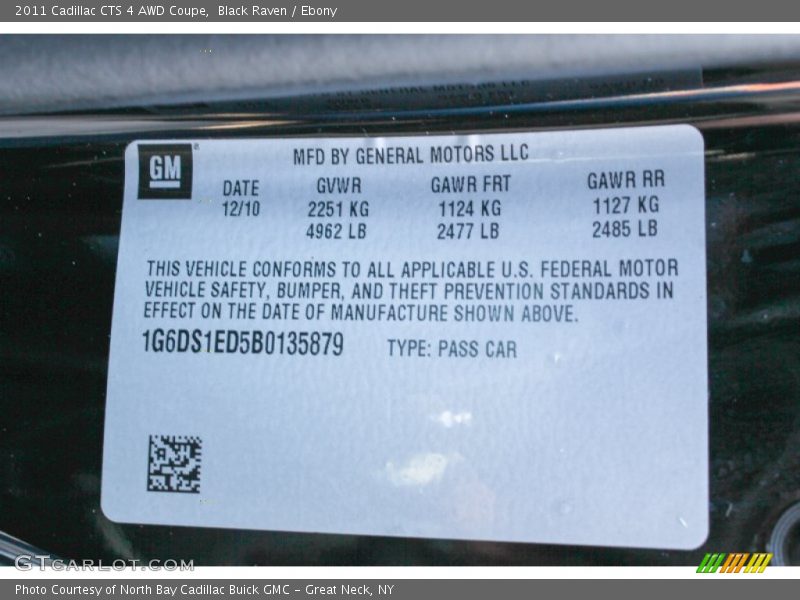 2011 Cadillac CTS 4 AWD Coupe, Black Raven / Ebony
GM
MFD BY GENERAL MOTORS LLC
DATE GVWR GAWR FRT GAWR RR
12/10 2251 KG 1124 KG 1127 KG
4962 LB 2477 LB 2485 LB
THIS VEHICLE CONFORMS TO ALL APPLICABLE U.S. FEDERAL MOTOR
VEHICLE SAFETY, BUMPER, AND THEFT PREVENTION STANDARDS IN
EFFECT ON THE DATE OF MANUFACTURE SHOWN ABOVE.
1G6DS1ED5B0135879 TYPE: PASS CAR
GTCARLOT.COM
Photo Courtesy of North Bay Cadillac Buick GMC - Great Neck, NY